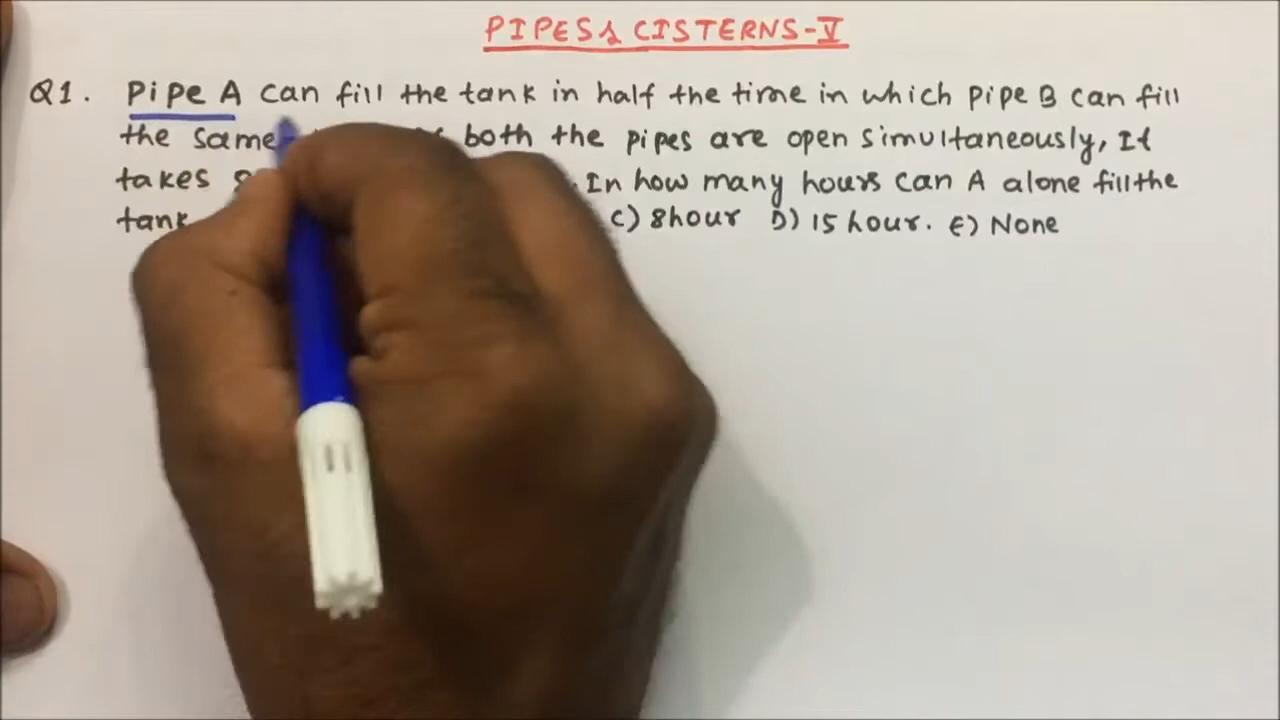 PIPES & CISTERNS-V
Q1. Pipe A can fill the tank in half the time in which Pipe B can fill
the same both the pipes are open simultaneously, It
takes In how many hours can A alone fill the
tank C) 8 hour D) 15 hour. E) None